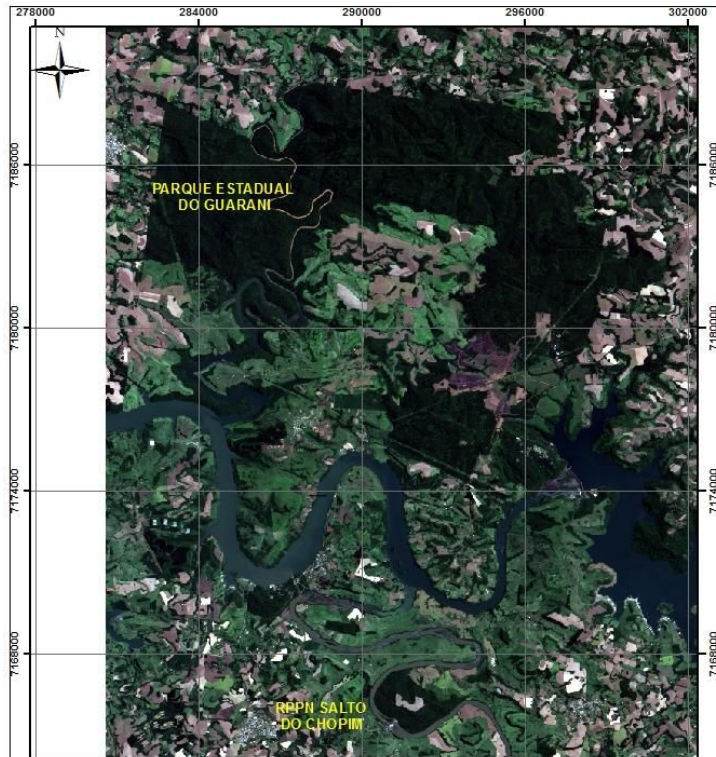 278000 284000 290000 296000 302000
N
7186000 7186000
PARQUE ESTADUAL
DO GUARANI
7180000 7180000
7174000 7174000
7168000 7168000
RPPN SALTO
DO CHOPIM